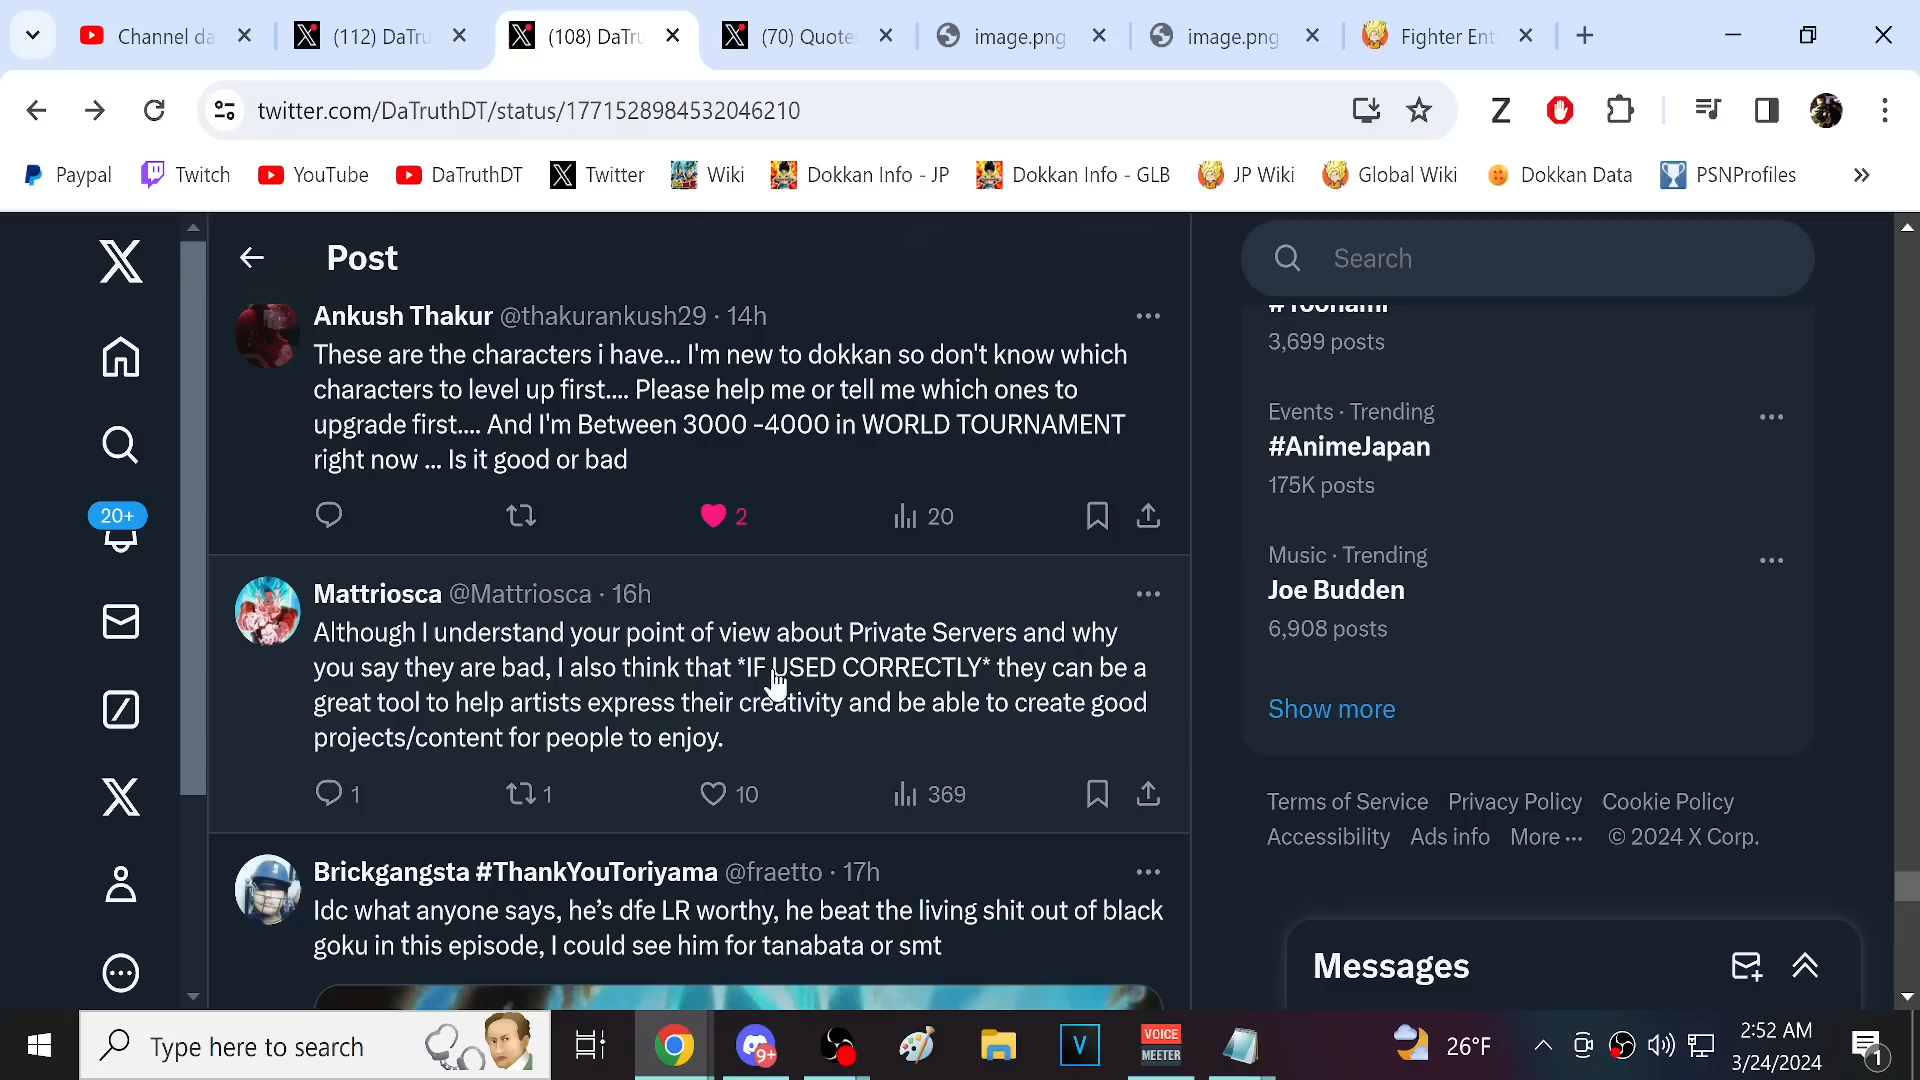 Channel da
(112) DaTru
(108) DaTru
(70) Quote
image.png
image.png
Fighter Ent
twitter.com/DaTruthDT/status/1771528984532046210
Z
Paypal
Twitch
YouTube
DaTruthDT
Twitter
Wiki
Dokkan Info - JP
Dokkan Info - GLB
JP Wiki
Global Wiki
Dokkan Data
PSNProfiles
Post
Search
Ankush Thakur @thakurankush29 · 14h
These are the characters i have... I'm new to dokkan so don't know which
characters to level up first.... Please help me or tell me which ones to
upgrade first.... And I'm Between 3000 -4000 in WORLD TOURNAMENT
right now ... Is it good or bad
2
20
20+
Mattriosca @Mattriosca · 16h
Although I understand your point of view about Private Servers and why
you say they are bad, I also think that *IF USED CORRECTLY* they can be a
great tool to help artists express their creativity and be able to create good
projects/content for people to enjoy.
1
1
10
369
Brickgangsta #ThankYouToriyama @fraetto · 17h
Idc what anyone says, he's dfe LR worthy, he beat the living shit out of black
goku in this episode, I could see him for tanabata or smt
#Toonami
3,699 posts
Events · Trending
#AnimeJapan
175K posts
Music · Trending
Joe Budden
6,908 posts
Show more
Terms of Service Privacy Policy Cookie Policy
Accessibility Ads info More ··· © 2024 X Corp.
Messages
Type here to search
9+
V
VOICE
MEETER
26°F
2:52 AM
3/24/2024
1